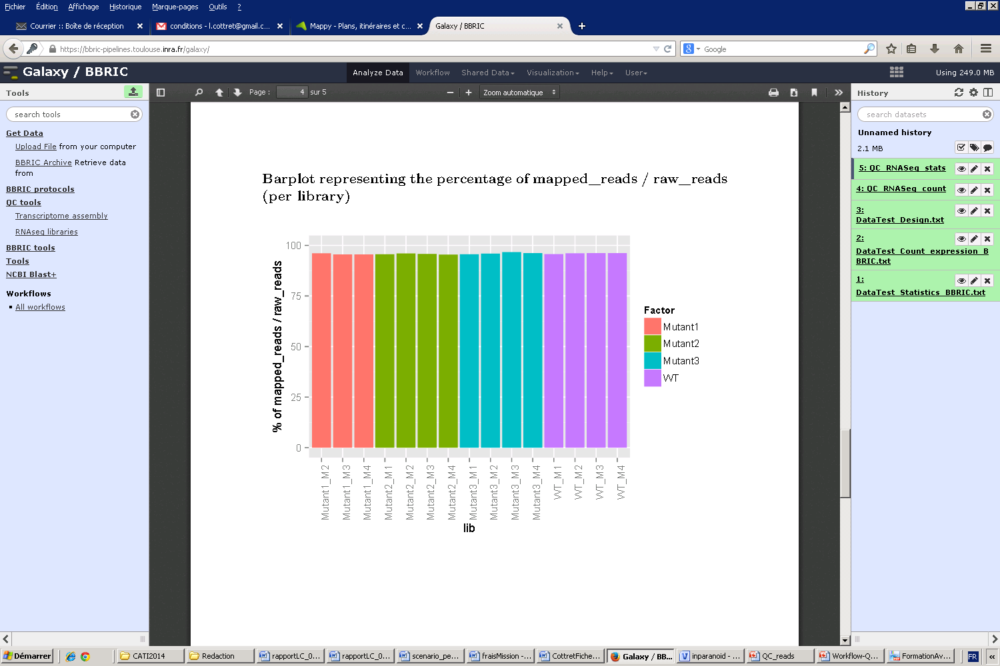 Fichier Édition Affichage Historique Marque-pages Outils ?
Courrier :: Boîte de réception
conditions - l.cottret@gmail.c...
Mappy - Plans, itinéraires et c...
Galaxy / BBRIC
https://bbric-pipelines.toulouse.inra.fr/galaxy/
Google
Galaxy / BBRIC
Analyze Data Workflow Shared Data Visualization Help User
Using 249.0 MB
Tools
search tools
Get Data
Upload File from your computer
BBRIC Archive Retrieve data
from
BBRIC protocols
QC tools
Transcriptome assembly
RNAseq libraries
BBRIC tools
Tools
NCBI Blast+
Workflows
All workflows
Page : 4 sur 5
Zoom automatique
Barplot representing the percentage of mapped_reads / raw_reads
(per library)
% of mapped_reads / raw_reads
100
75
50
25
0
Mutant1_M2
Mutant1_M3
Mutant1_M4
Mutant2_M1
Mutant2_M2
Mutant2_M3
Mutant2_M4
Mutant3_M1
Mutant3_M2
Mutant3_M3
Mutant3_M4
WT_M1
WT_M2
WT_M3
WT_M4
lib
Factor
Mutant1
Mutant2
Mutant3
WT
History
search datasets
Unnamed history
2.1 MB
5: QC_RNASeq_stats
4: QC_RNASeq_count
3:
DataTest_Design.txt
2:
DataTest_Count_expression_B
BRIC.txt
1:
DataTest_Statistics_BBRIC.txt
Démarrer
CATI2014
Redaction
rapportLC_0...
rapportLC_0...
scenario_pe...
fraisMission -...
CottretFiche...
Galaxy / BB...
inparanoid - ...
QC_reads
Workflow-Q...
FormationAv...
FR